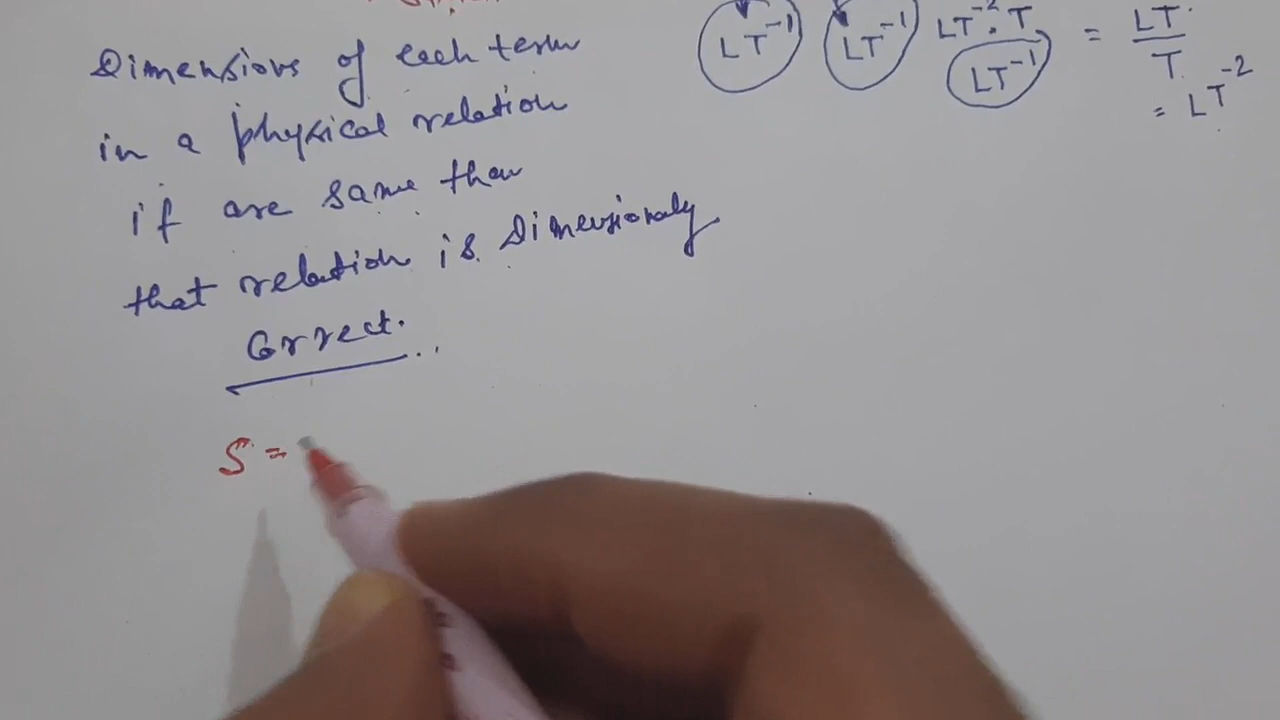 Dimensions of each term
in a physical relation
if are same then
that relation is Dimensionaly
Correct.
S =
LT⁻¹ LT⁻¹ LT⁻²·T = LT / T
LT⁻¹ = LT⁻²